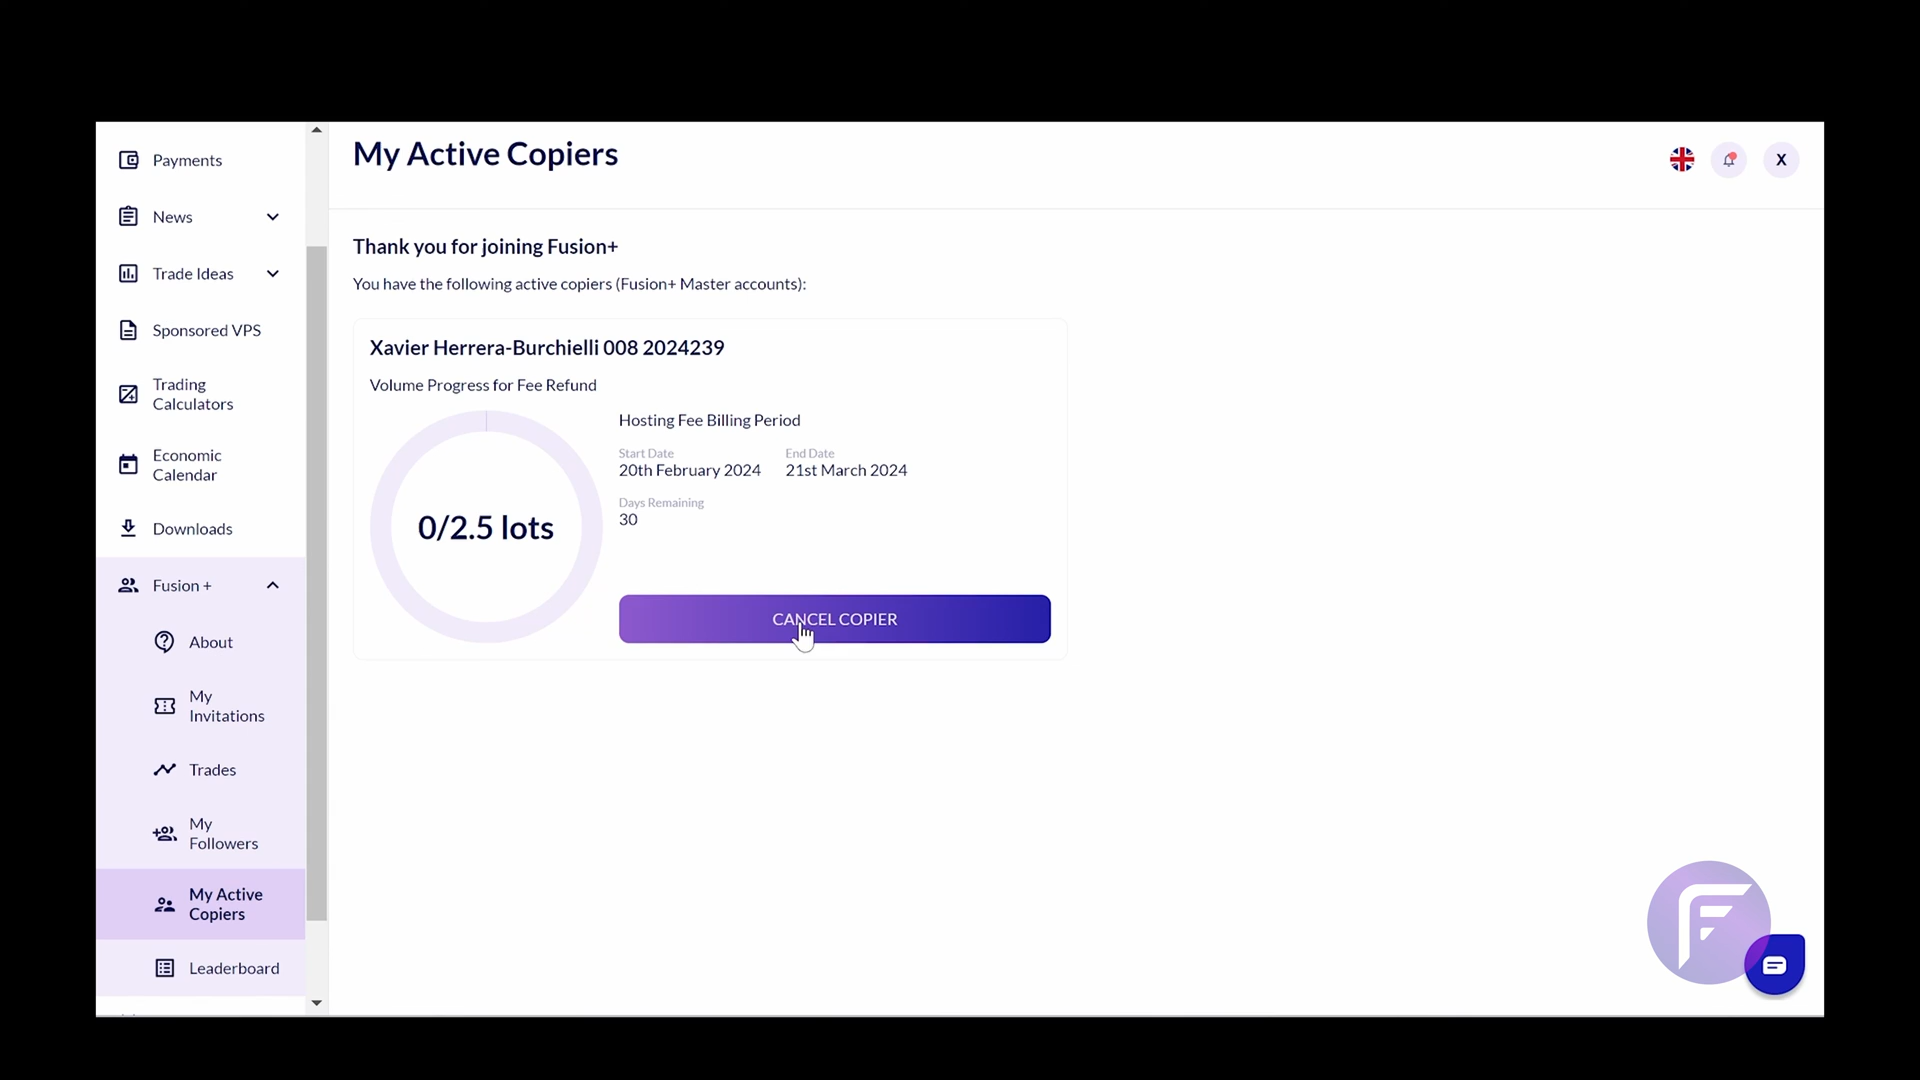 Payments
News
Trade Ideas
Sponsored VPS
Trading
Calculators
Economic
Calendar
Downloads
Fusion +
About
My
Invitations
Trades
My
Followers
My Active
Copiers
Leaderboard
My Active Copiers
X
Thank you for joining Fusion+
You have the following active copiers (Fusion+ Master accounts):
Xavier Herrera-Burchielli 008 2024239
Volume Progress for Fee Refund
0/2.5 lots
Hosting Fee Billing Period
Start Date
20th February 2024
End Date
21st March 2024
Days Remaining
30
CANCEL COPIER